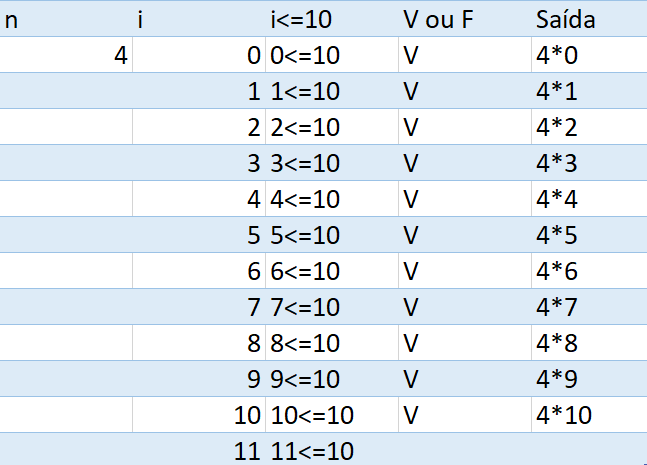 n i i<=10 V ou F Saída
4 0 0<=10 V 4*0
1 1<=10 V 4*1
2 2<=10 V 4*2
3 3<=10 V 4*3
4 4<=10 V 4*4
5 5<=10 V 4*5
6 6<=10 V 4*6
7 7<=10 V 4*7
8 8<=10 V 4*8
9 9<=10 V 4*9
10 10<=10 V 4*10
11 11<=10